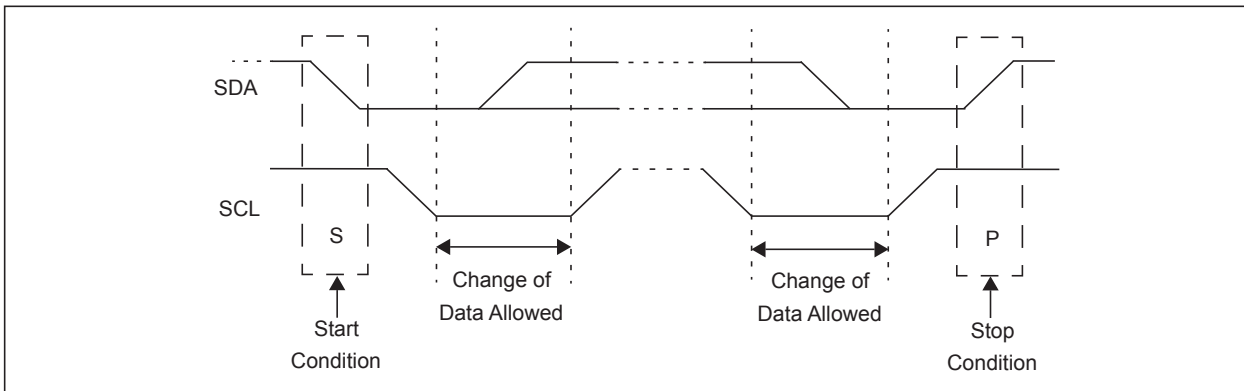 SDA
SCL
S
P
Change of
Data Allowed
Change of
Data Allowed
Start
Condition
Stop
Condition